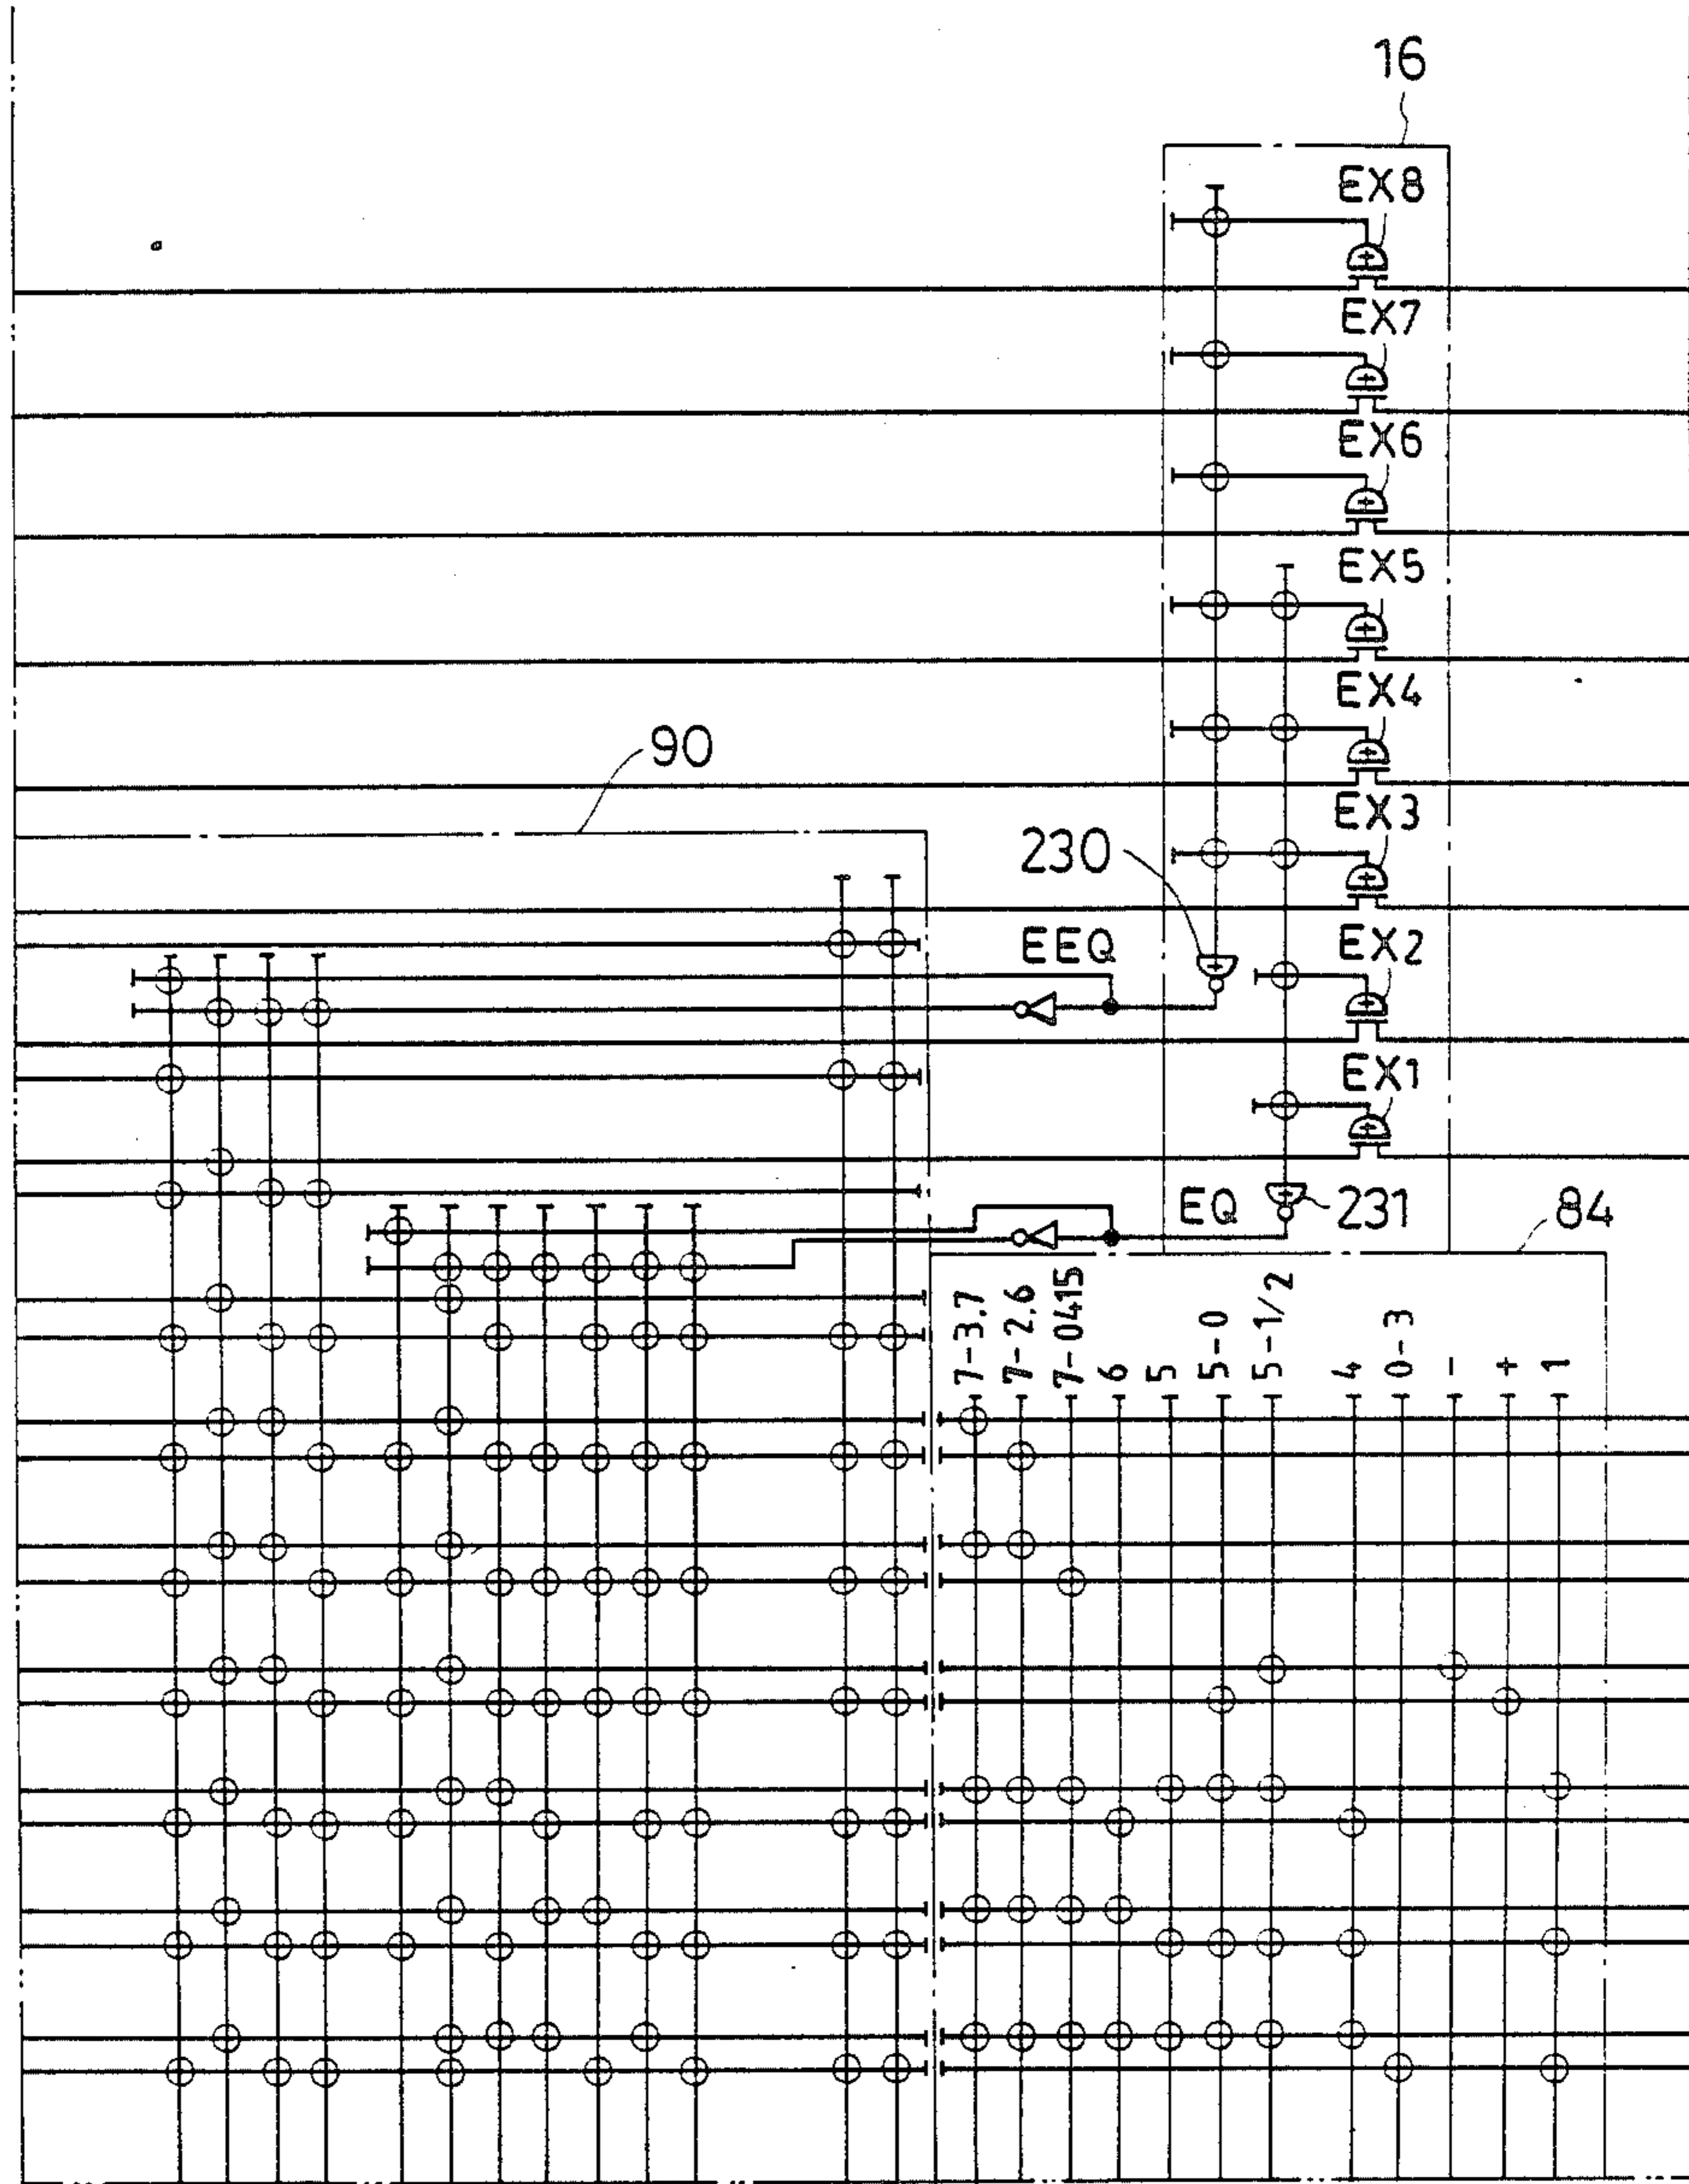 16
EX8
EX7
EX6
EX5
EX4
90
EX3
230
EEQ
EX2
EX1
EQ
231
84
7-3,7
7-2,6
7-0415
6
5
5-0
5-1/2
4
0-3
-
+
1